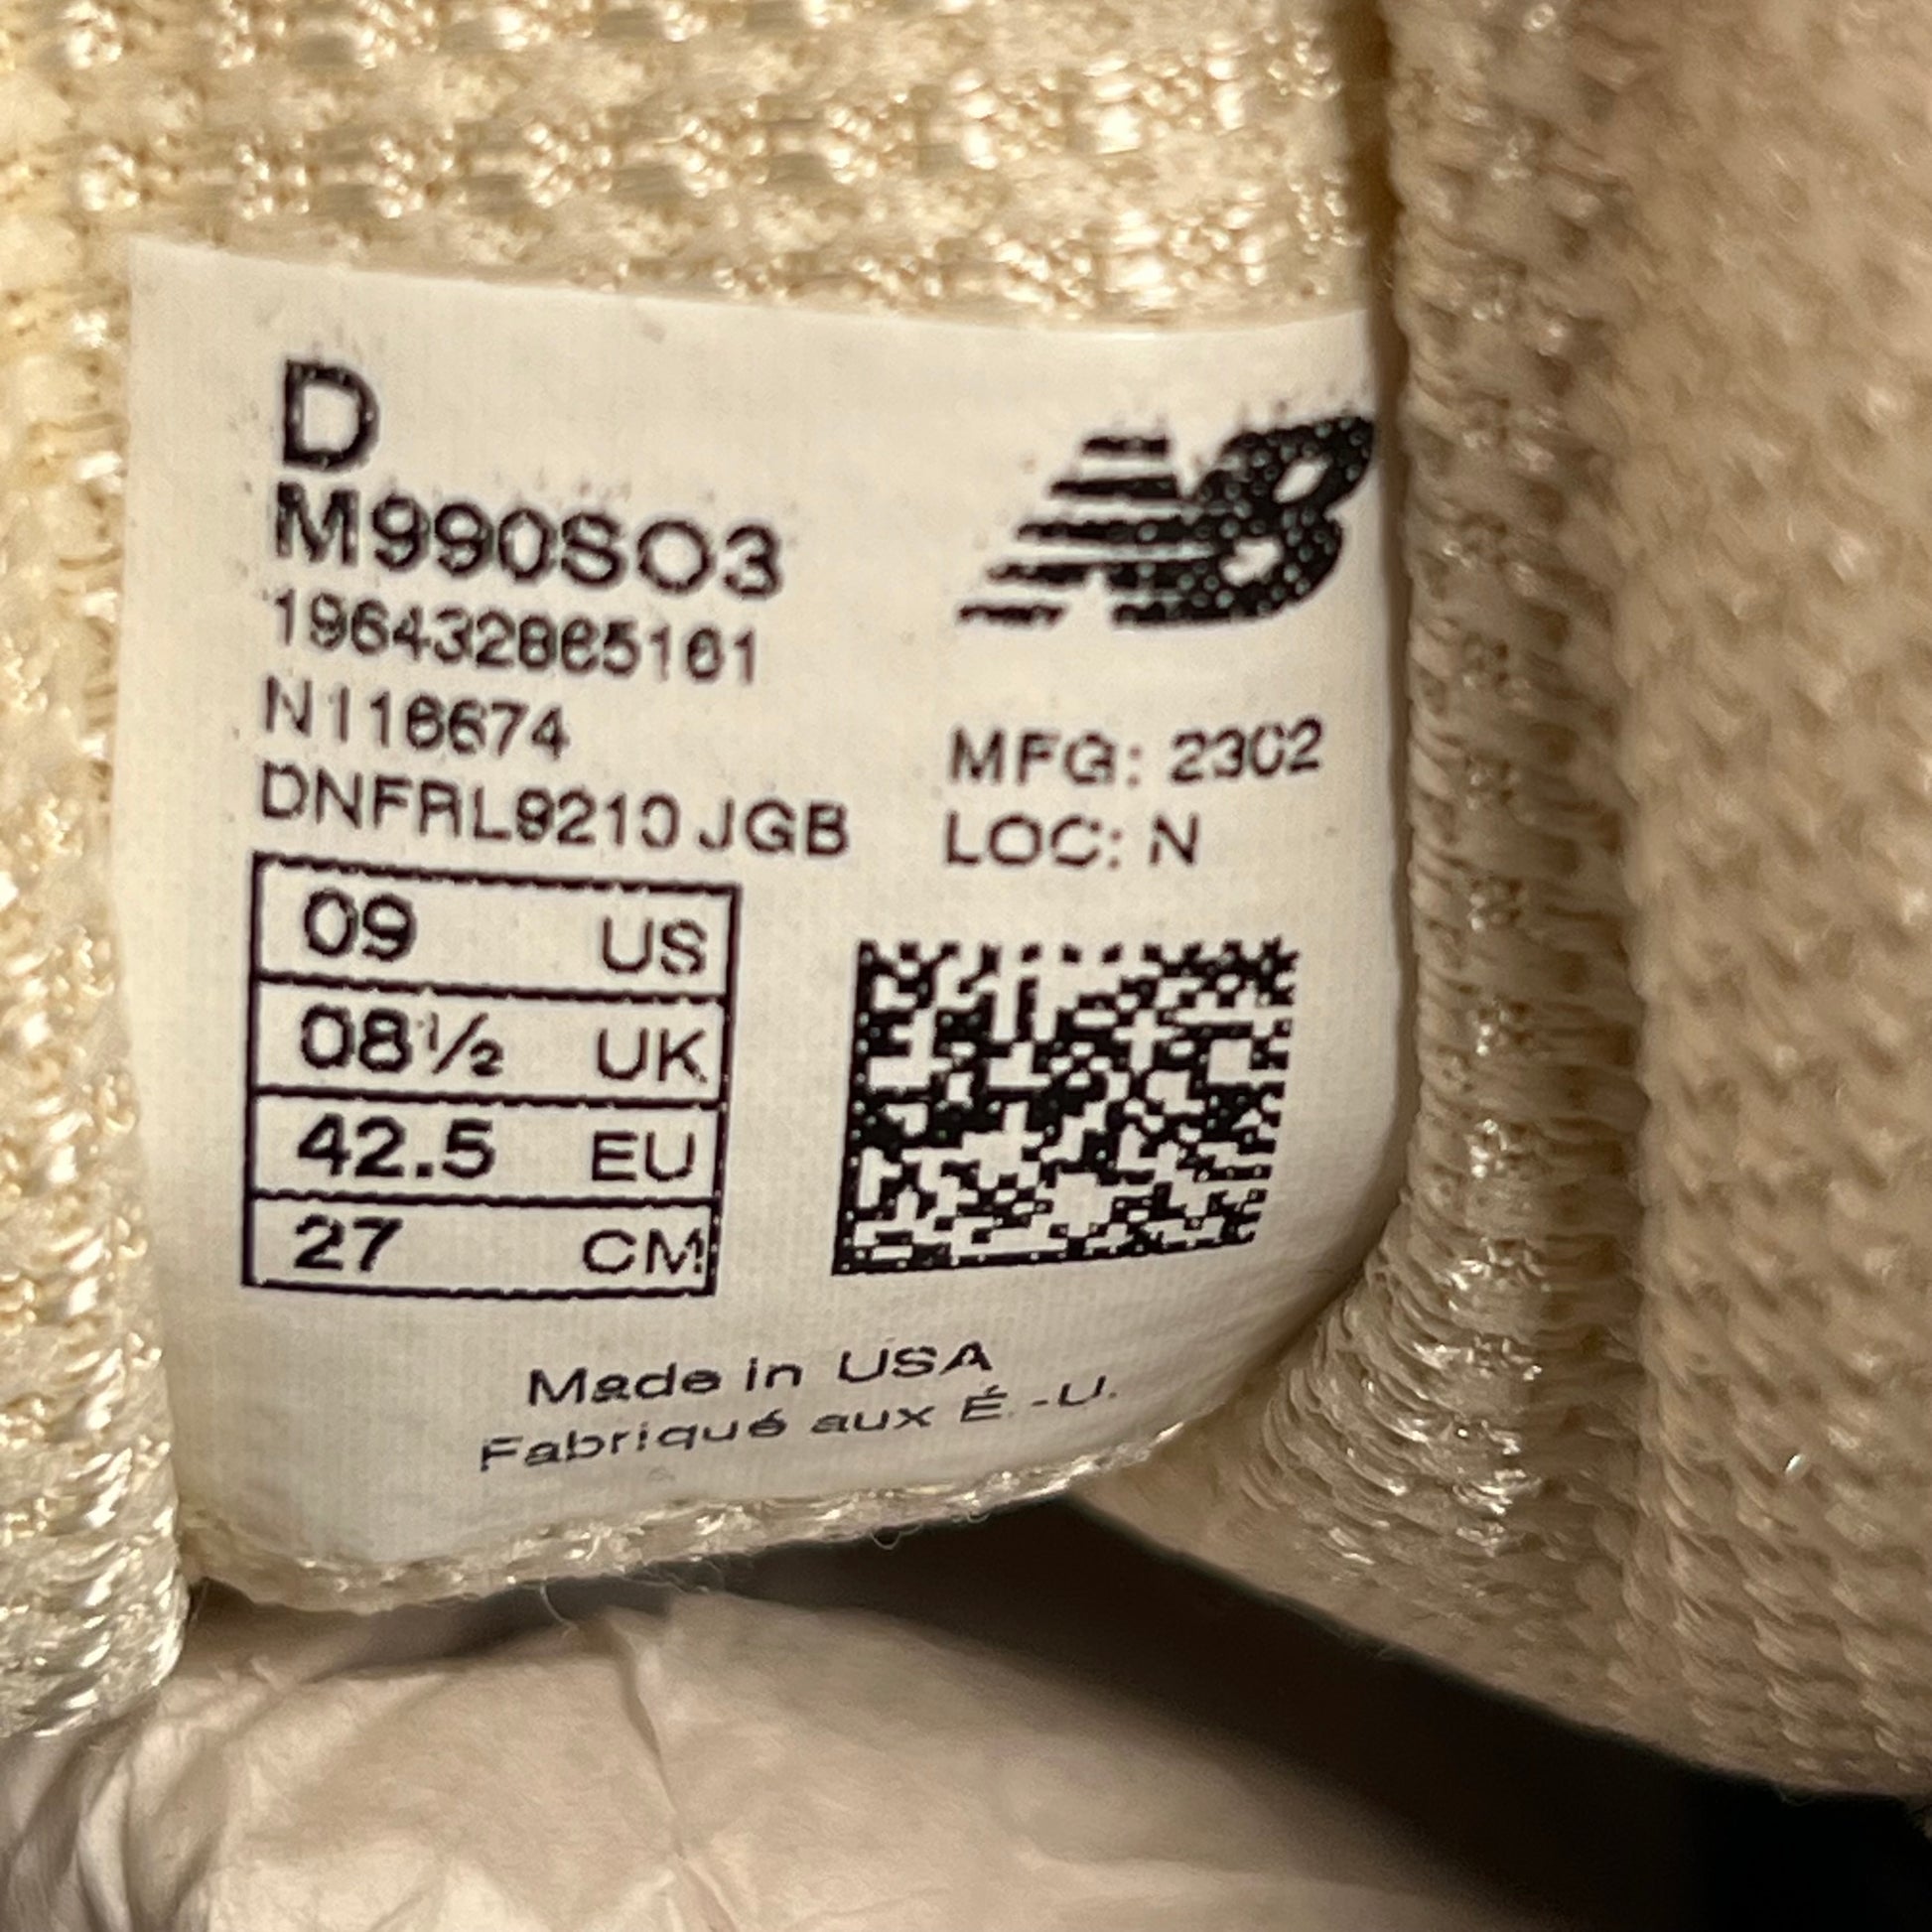 D
M990SO3
196432865161
N116674
DNFRL9210 JGB
NB
MFG: 2302
LOC: N
09 US
08½ UK
42.5 EU
27 CM
Made in USA
Fabriqué aux É.-U.